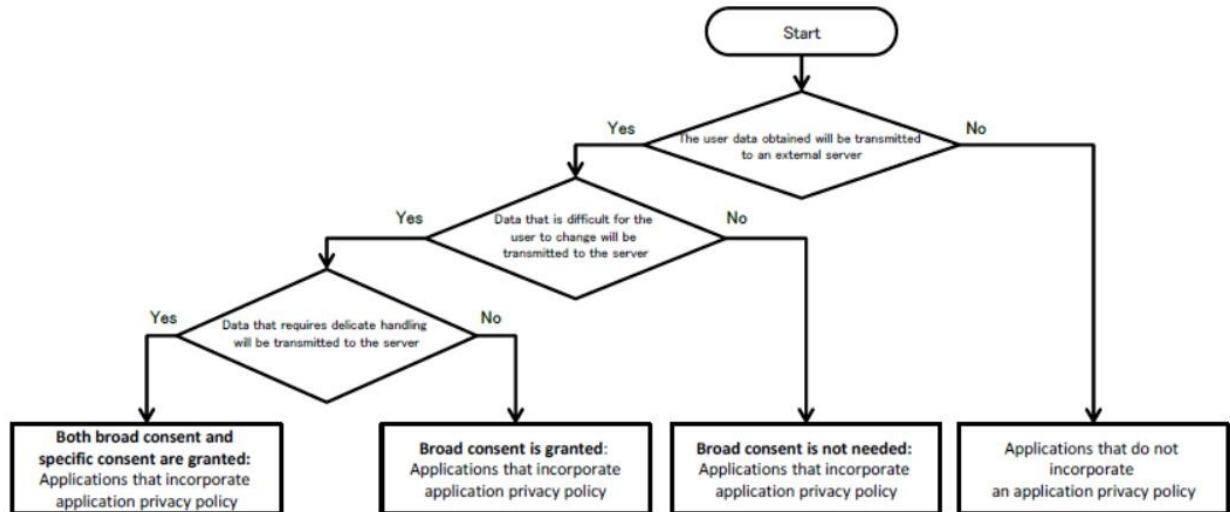 Start
Yes
No
The user data obtained will be transmitted
to an external server
Yes
No
Data that is difficult for the
user to change will be
transmitted to the server
Yes
No
Data that requires delicate handling
will be transmitted to the server
Both broad consent and
specific consent are granted:
Applications that incorporate
application privacy policy
Broad consent is granted:
Applications that incorporate
application privacy policy
Broad consent is not needed:
Applications that incorporate
application privacy policy
Applications that do not
incorporate
an application privacy policy